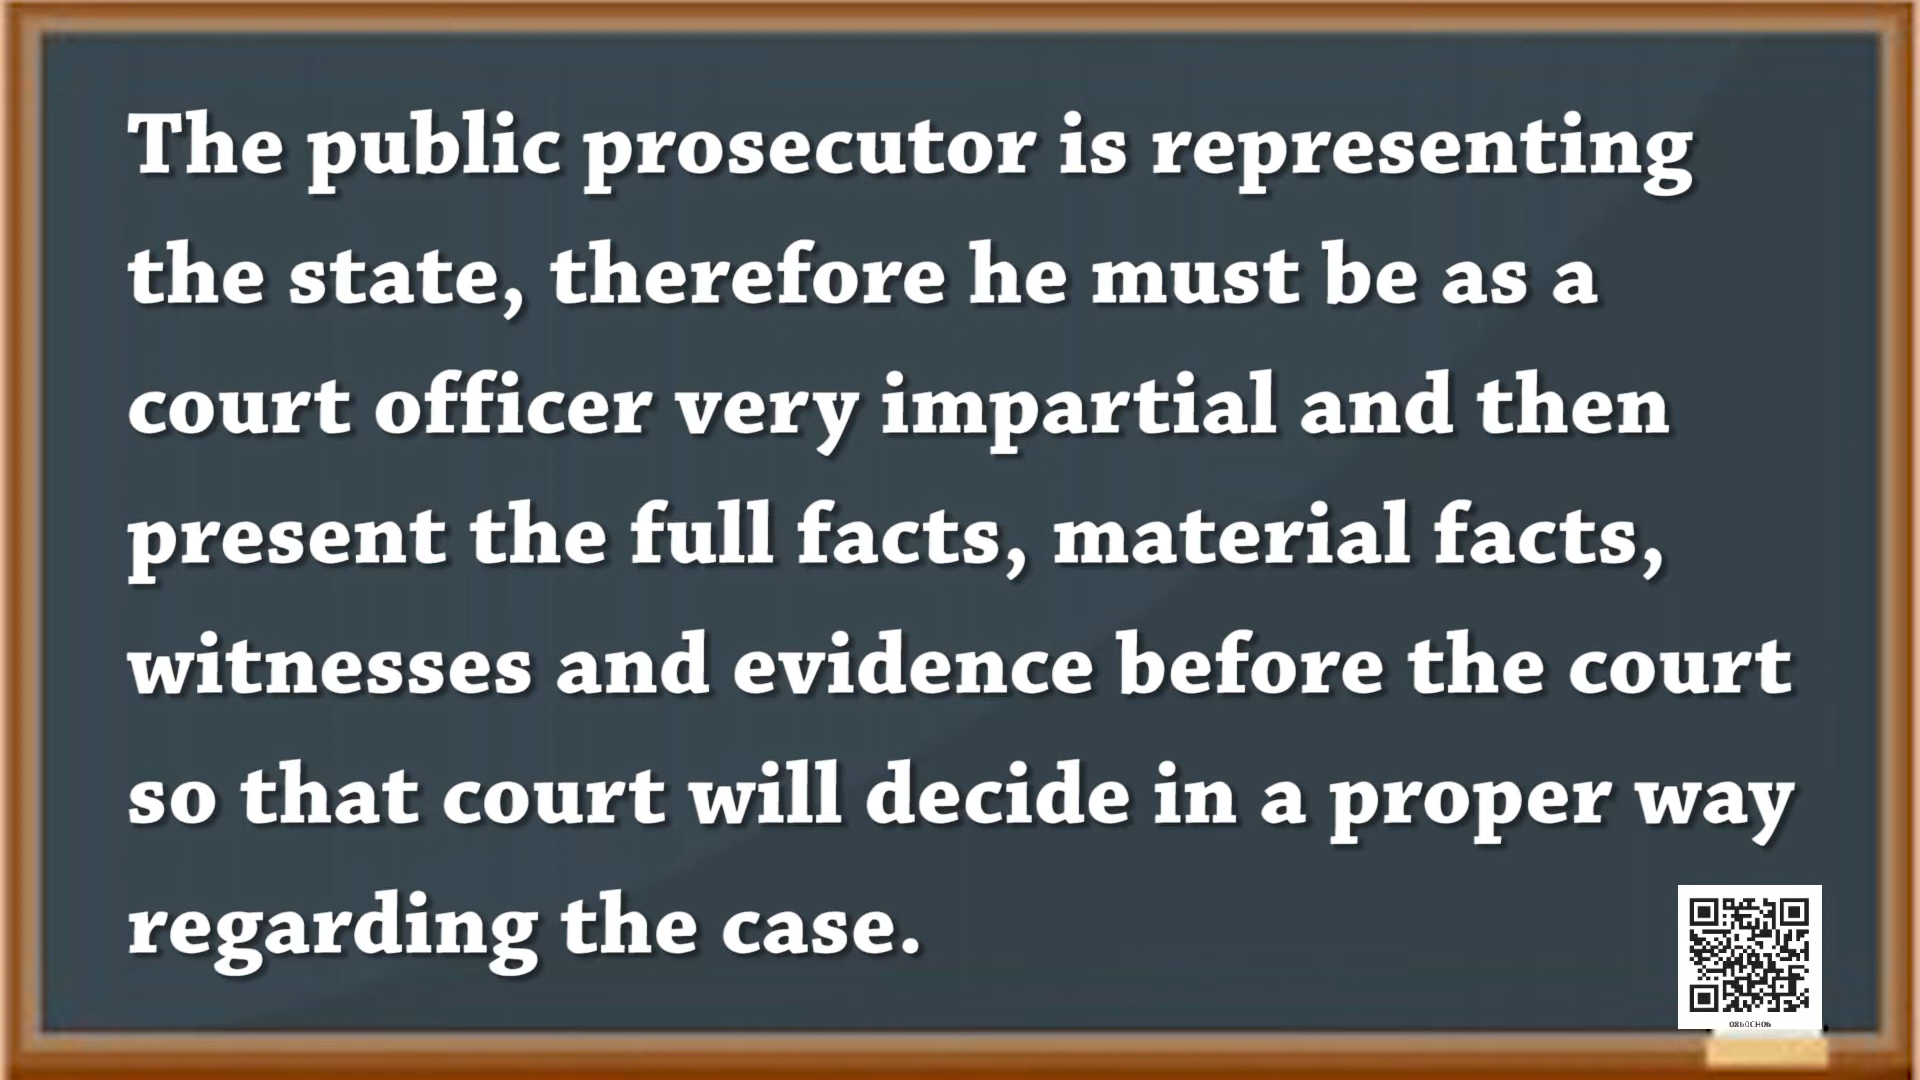 The public prosecutor is representing
the state, therefore he must be as a
court officer very impartial and then
present the full facts, material facts,
witnesses and evidence before the court
so that court will decide in a proper way
regarding the case.
0860CH06